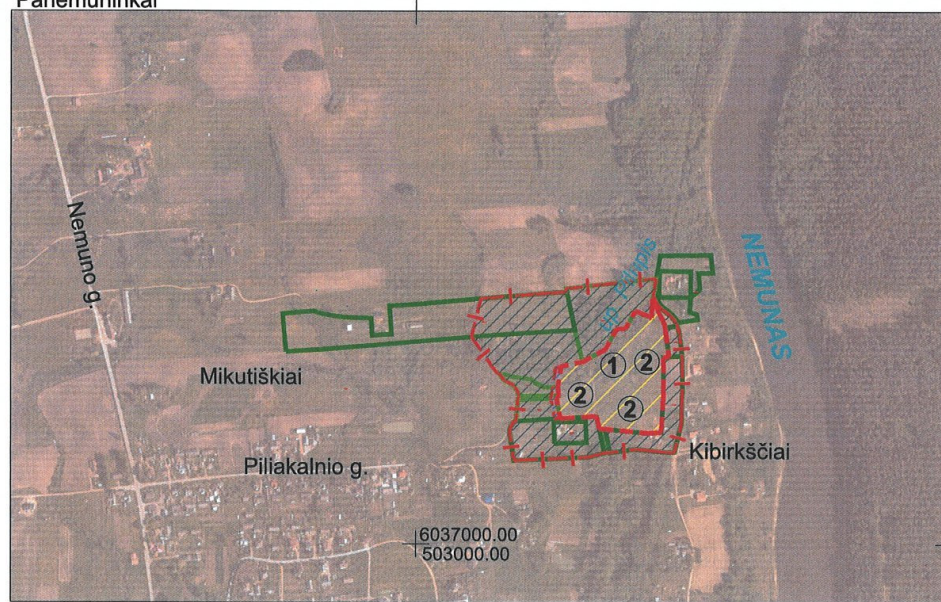 Panemuninkai
Nemuno g.
NEMUNAS
Mikutiškiai
①
②
②
②
Piliakalnio g.
Kibirkščiai
6037000.00
503000.00